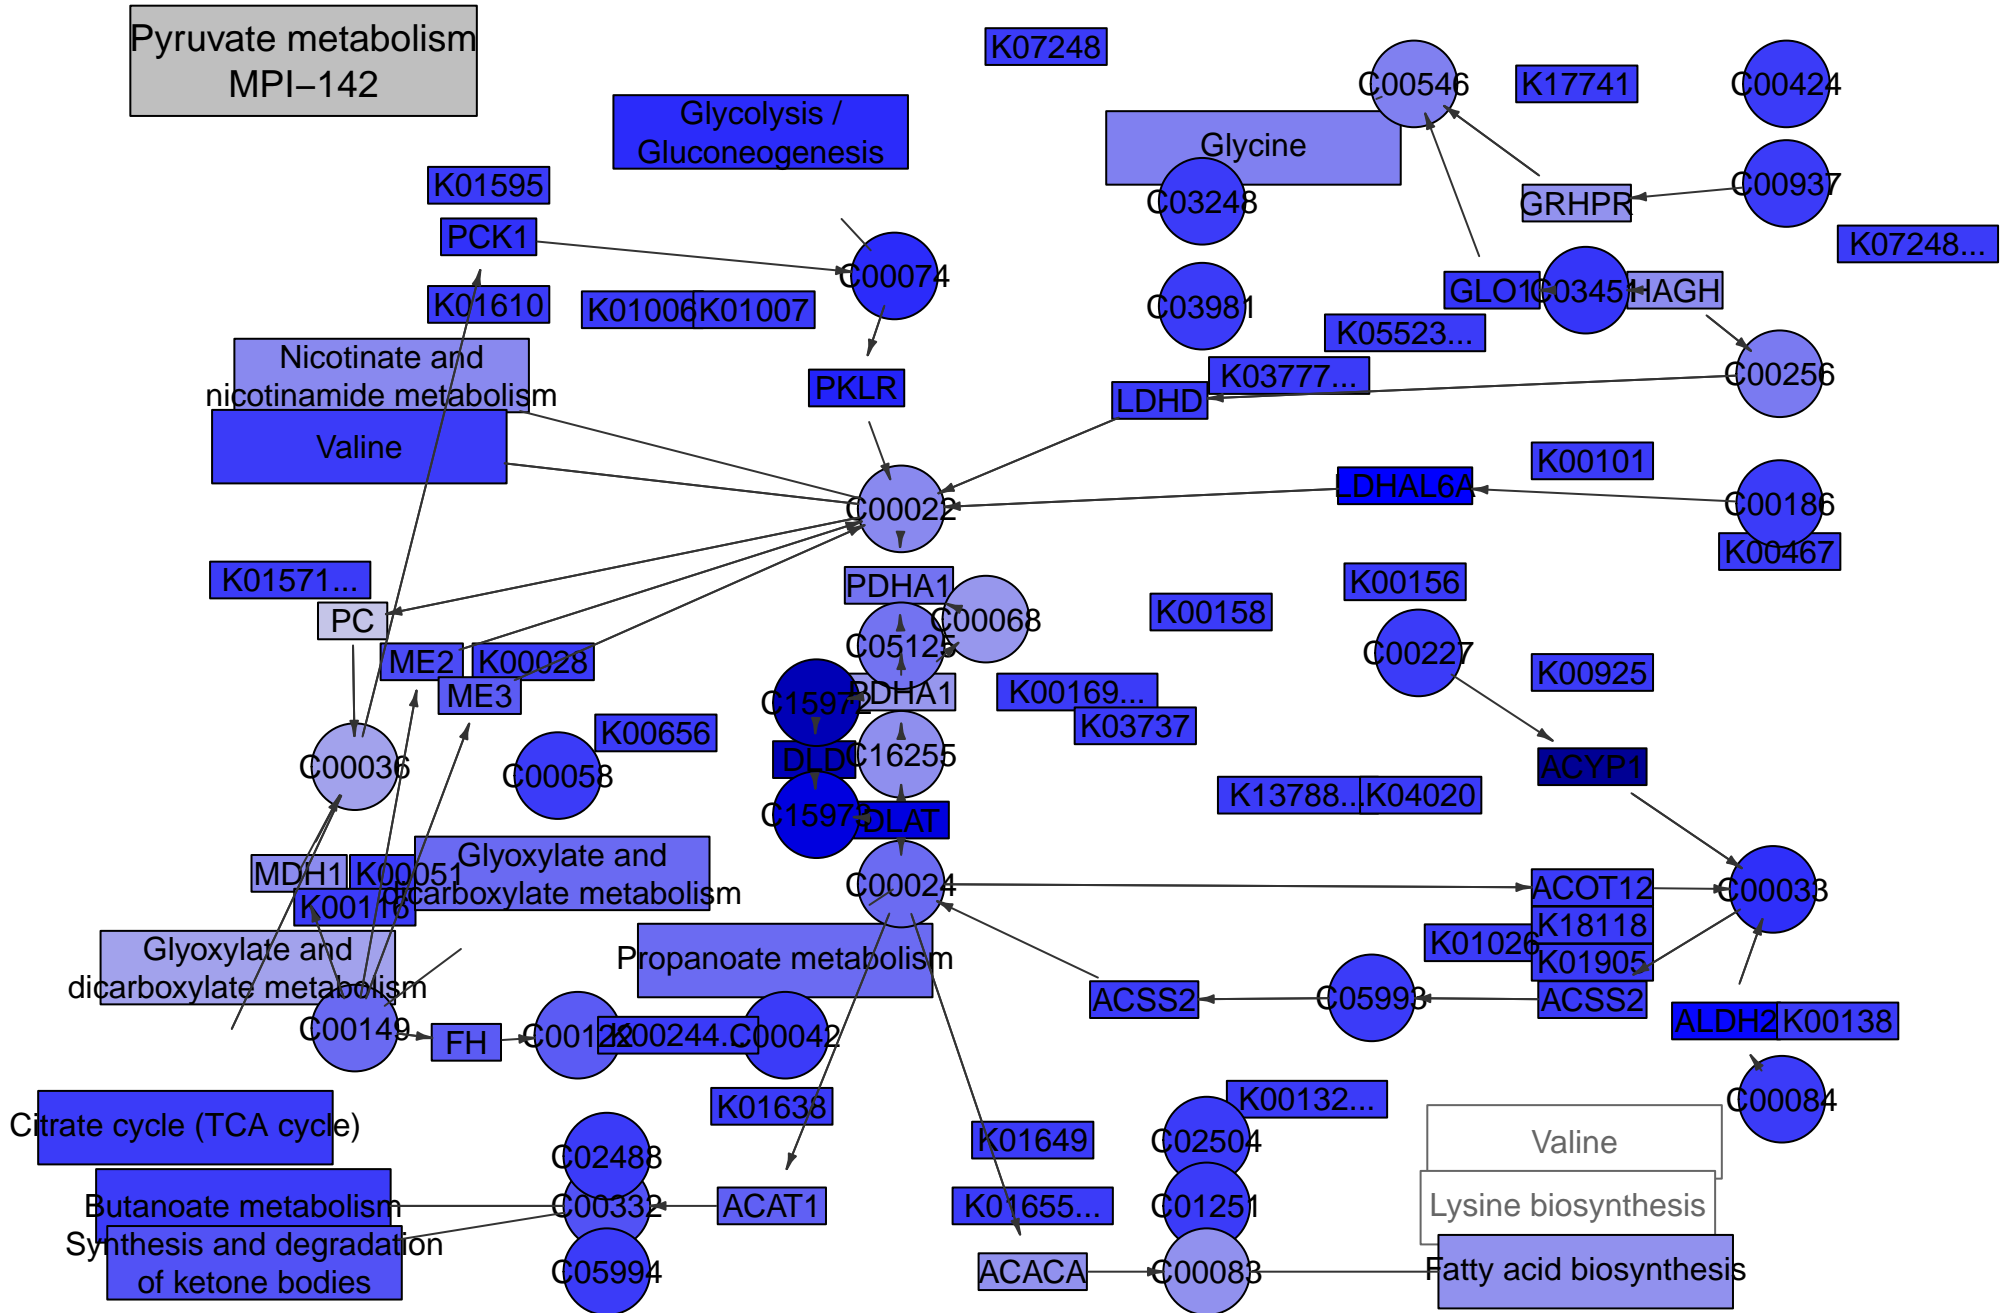 Pyruvate metabolism
MPI−142
K07248
C00546
K17741
C00424
Glycolysis /
Gluconeogenesis
Glycine
K01595
C03248
GRHPR
C00937
PCK1
K07248...
C00074
K01610
K01006
K01007
C03981
GLO1
C03451
HAGH
K05523...
Nicotinate and
nicotinamide metabolism
PKLR
K03777...
LDHD
C00256
Valine
K00101
LDHAL6A
C00186
C00022
K00467
K01571...
PDHA1
K00156
PC
C00068
K00158
C05125
C00227
ME2
K00028
K00925
ME3
PDHA1
K00169...
C15972
K03737
K00656
C00036
C00058
DLD
C16255
ACYP1
K13788...
K04020
C15973
DLAT
Glyoxylate and
dicarboxylate metabolism
MDH1
K00051
K00116
C00024
ACOT12
C00033
K18118
K01026
K01905
Glyoxylate and
dicarboxylate metabolism
Propanoate metabolism
ACSS2
C05993
ACSS2
C00149
FH
C00122
K00244...
C00042
ALDH2
K00138
K01638
K00132...
C00084
Citrate cycle (TCA cycle)
C02488
K01649
C02504
Valine
Butanoate metabolism
C00332
ACAT1
K01655...
C01251
Lysine biosynthesis
Synthesis and degradation
of ketone bodies
C05994
ACACA
C00083
Fatty acid biosynthesis